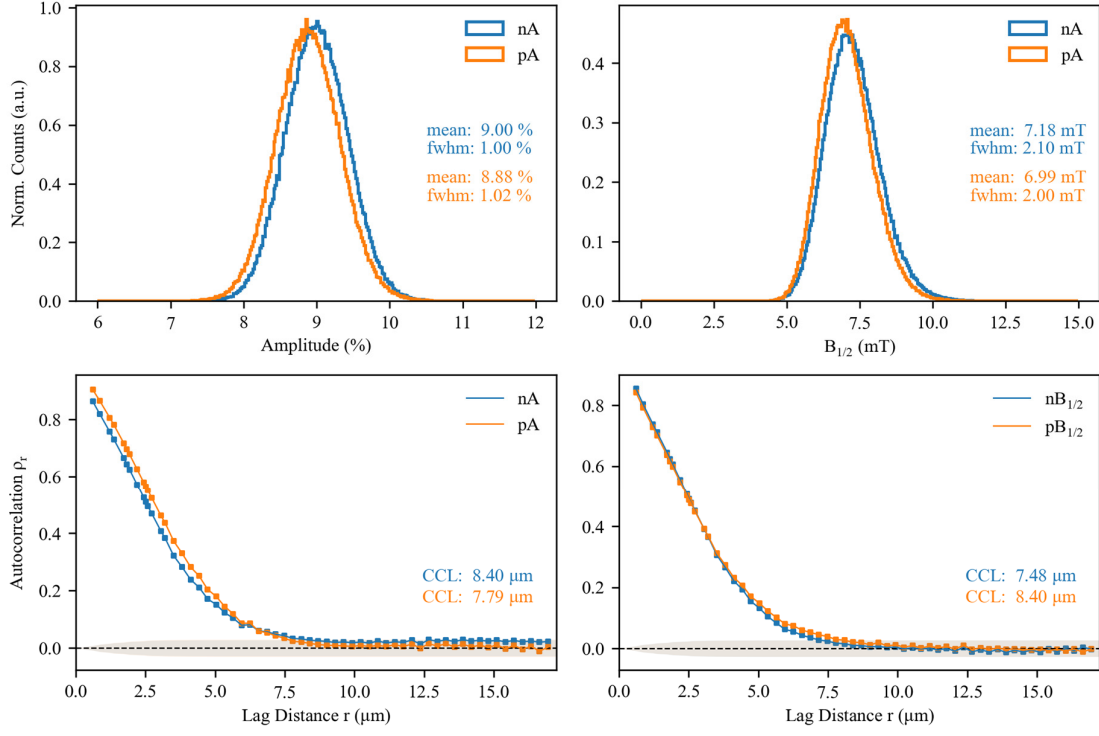 nA
pA
mean: 9.00 %
fwhm: 1.00 %
mean: 8.88 %
fwhm: 1.02 %
Norm. Counts (a.u.)
1.0
0.8
0.6
0.4
0.2
0.0
6 7 8 9 10 11 12
Amplitude (%)
nA
pA
mean: 7.18 mT
fwhm: 2.10 mT
mean: 6.99 mT
fwhm: 2.00 mT
0.4
0.3
0.2
0.1
0.0
0.0 2.5 5.0 7.5 10.0 12.5 15.0
B1/2 (mT)
nA
pA
CCL: 8.40 µm
CCL: 7.79 µm
Autocorrelation ρr
0.8
0.6
0.4
0.2
0.0
0.0 2.5 5.0 7.5 10.0 12.5 15.0
Lag Distance r (µm)
nB1/2
pB1/2
CCL: 7.48 µm
CCL: 8.40 µm
0.8
0.6
0.4
0.2
0.0
0.0 2.5 5.0 7.5 10.0 12.5 15.0
Lag Distance r (µm)